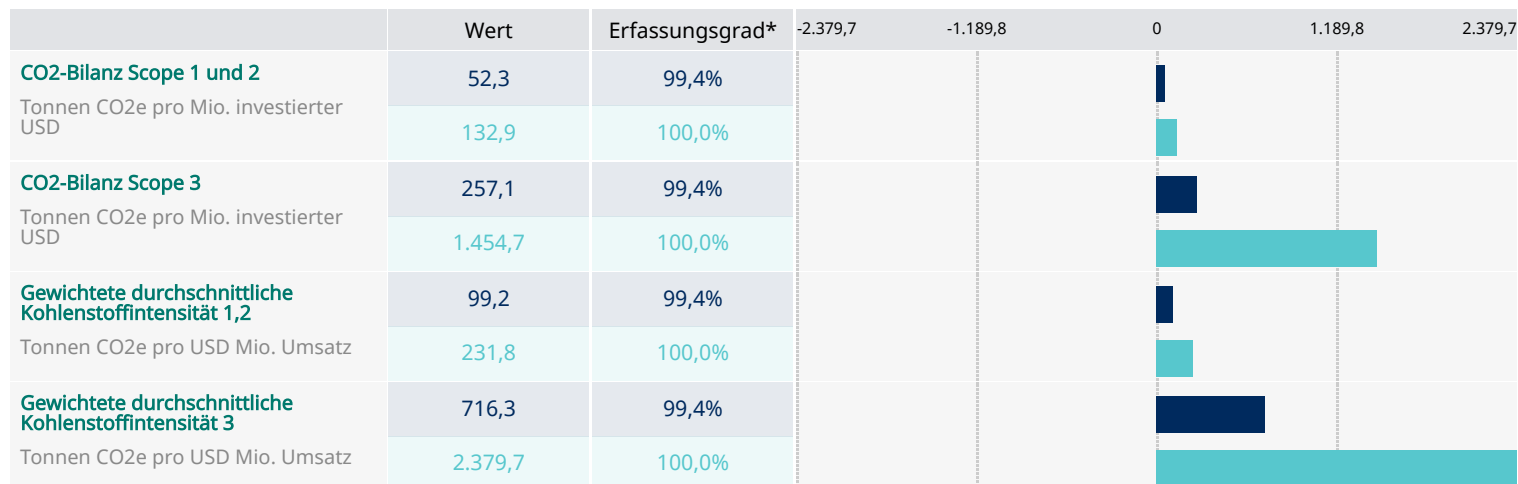 Wert Erfassungsgrad* -2.379,7 -1.189,8 0 1.189,8 2.379,7
CO2-Bilanz Scope 1 und 2
Tonnen CO2e pro Mio. investierter
USD
52,3 99,4%
132,9 100,0%
CO2-Bilanz Scope 3
Tonnen CO2e pro Mio. investierter
USD
257,1 99,4%
1.454,7 100,0%
Gewichtete durchschnittliche
Kohlenstoffintensität 1,2
Tonnen CO2e pro USD Mio. Umsatz
99,2 99,4%
231,8 100,0%
Gewichtete durchschnittliche
Kohlenstoffintensität 3
Tonnen CO2e pro USD Mio. Umsatz
716,3 99,4%
2.379,7 100,0%